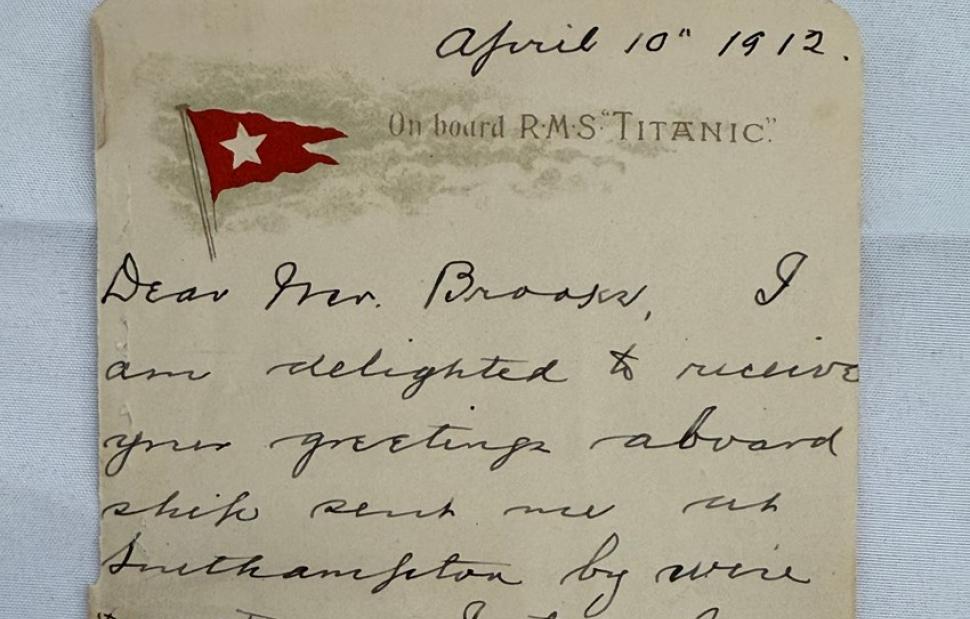 April 10" 1912.
On board R·M·S "TITANIC".
Dear Mr. Brooks, I
am delighted to receive
your greetings aboard
ship sent me at
Southampton by wire